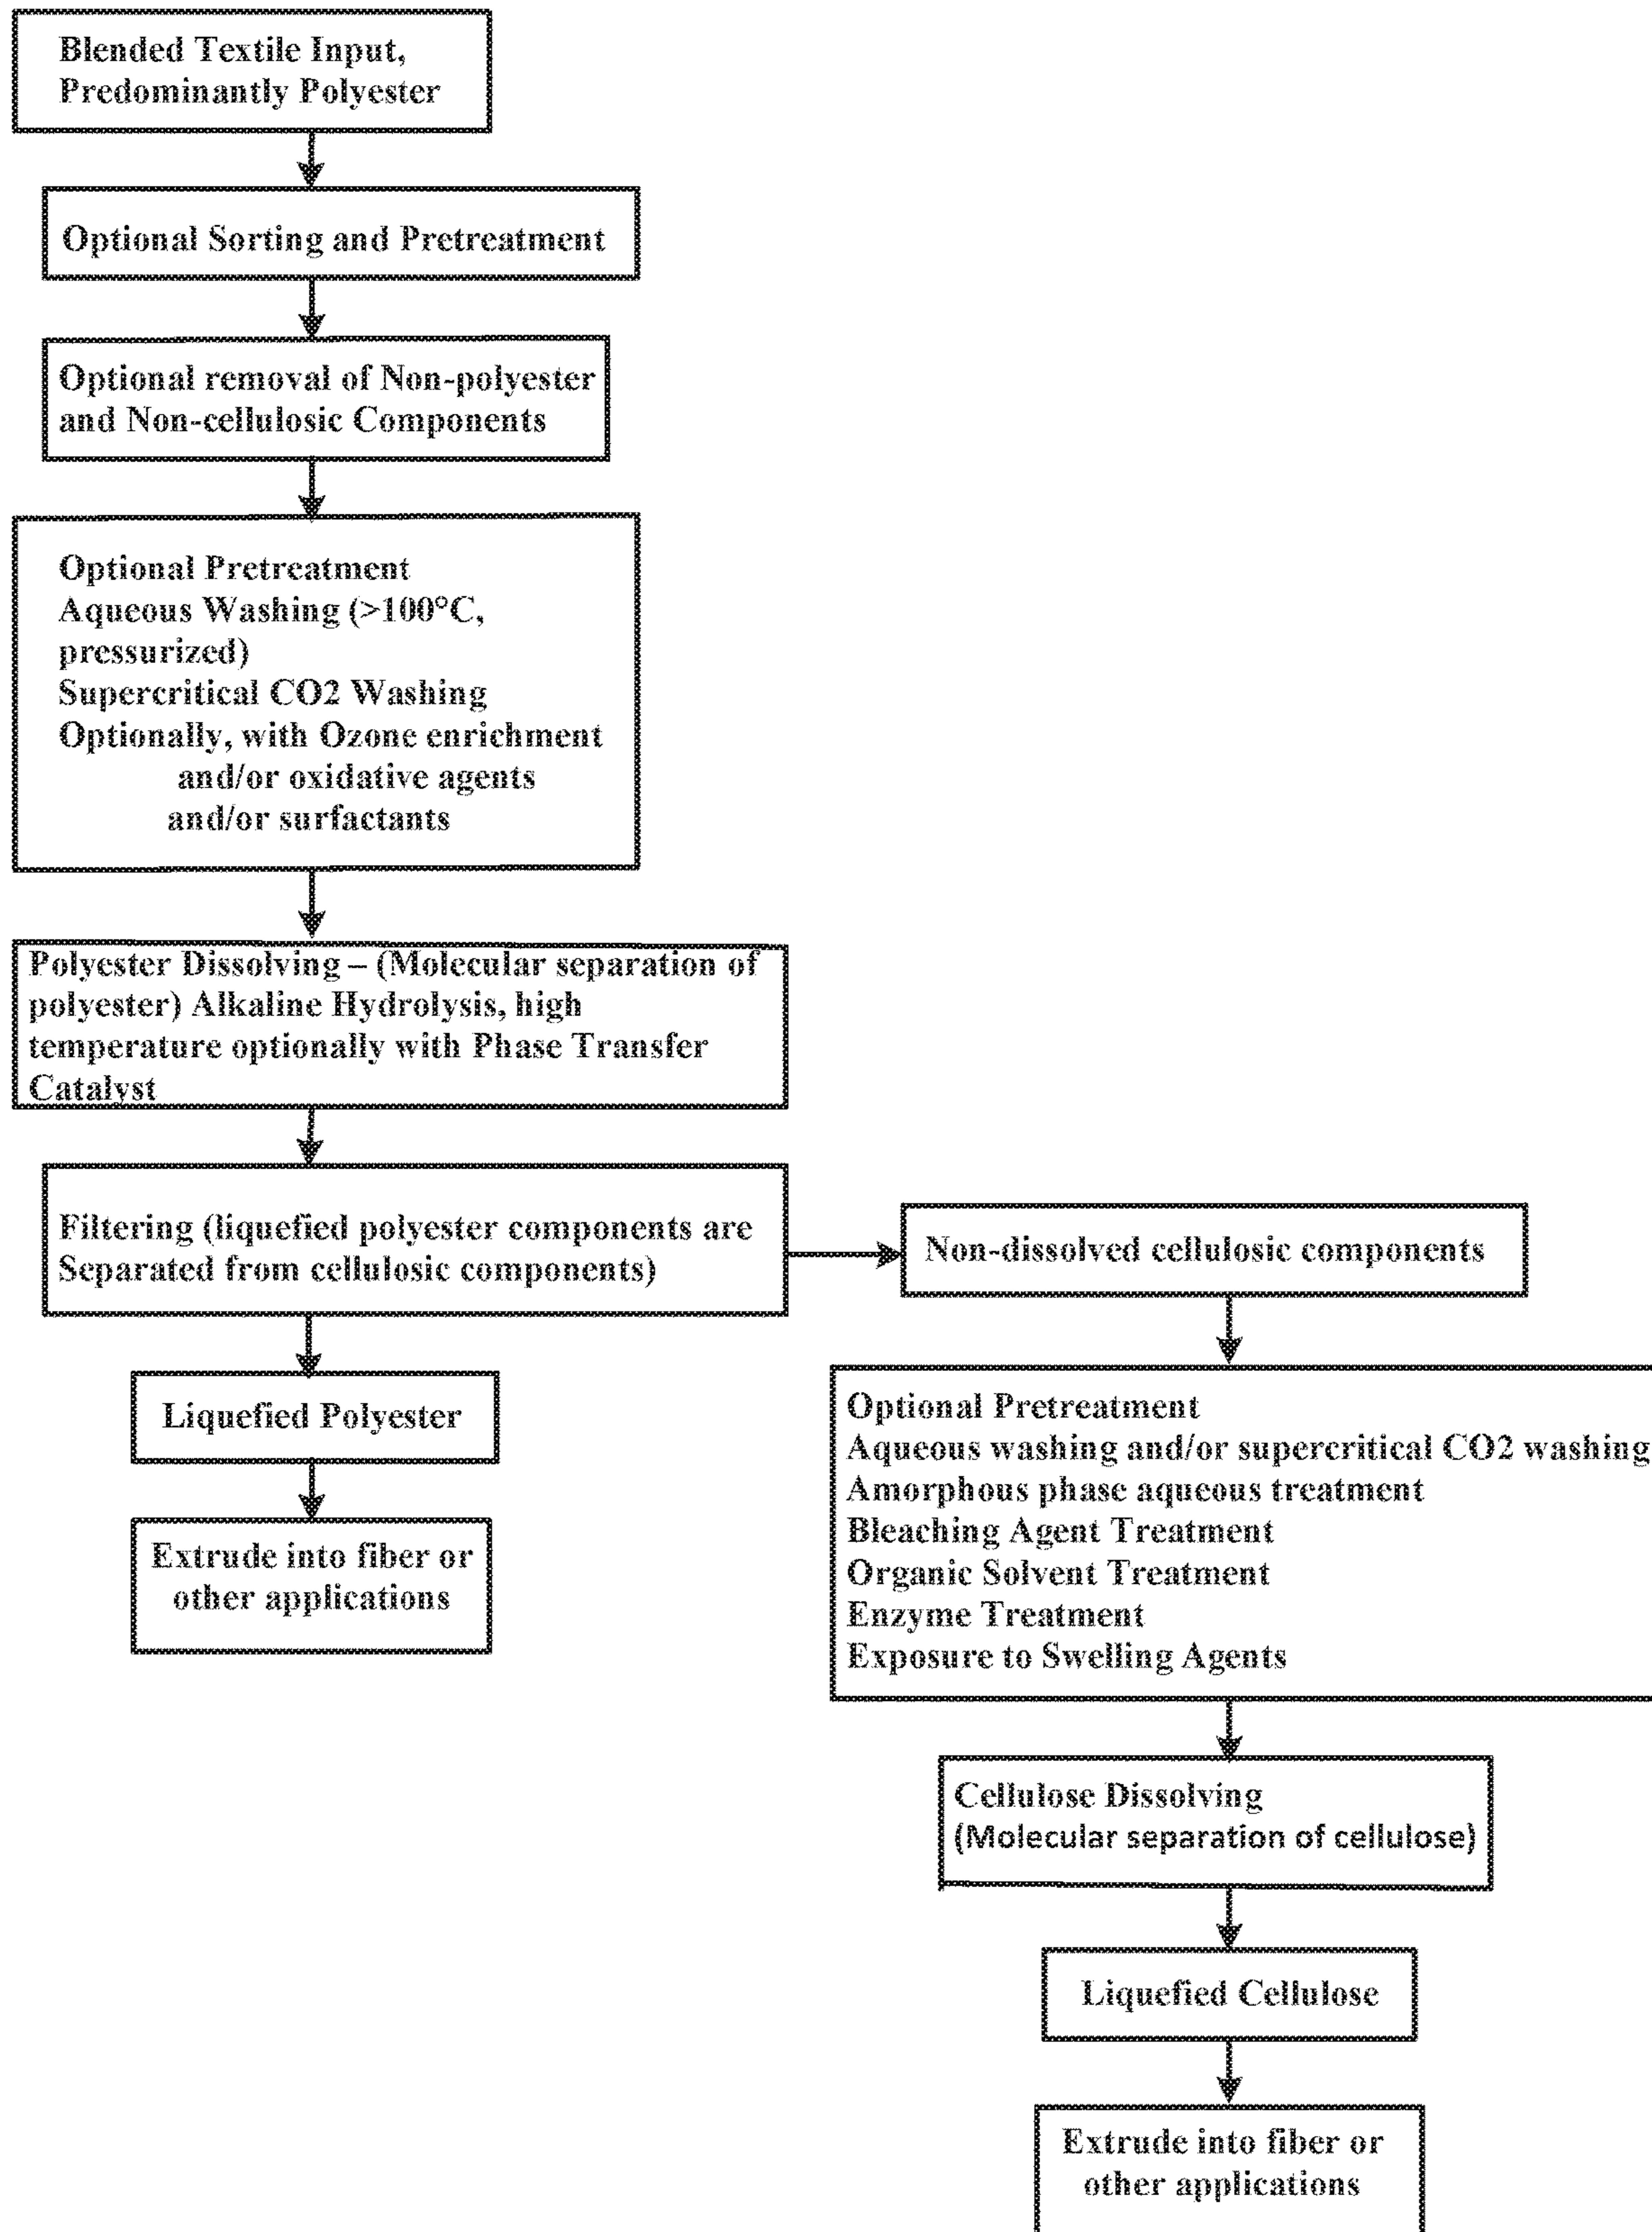 Blended Textile Input,
Predominantly Polyester
Optional Sorting and Pretreatment
Optional removal of Non-polyester
and Non-cellulosic Components
Optional Pretreatment
Aqueous Washing (>100°C,
pressurized)
Supercritical CO2 Washing
Optionally, with Ozone enrichment
and/or oxidative agents
and/or surfactants
Polyester Dissolving – (Molecular separation of
polyester) Alkaline Hydrolysis, high
temperature optionally with Phase Transfer
Catalyst
Filtering (liquefied polyester components are
Separated from cellulosic components)
Liquefied Polyester
Extrude into fiber or
other applications
Non-dissolved cellulosic components
Optional Pretreatment
Aqueous washing and/or supercritical CO2 washing
Amorphous phase aqueous treatment
Bleaching Agent Treatment
Organic Solvent Treatment
Enzyme Treatment
Exposure to Swelling Agents
Cellulose Dissolving
(Molecular separation of cellulose)
Liquefied Cellulose
Extrude into fiber or
other applications